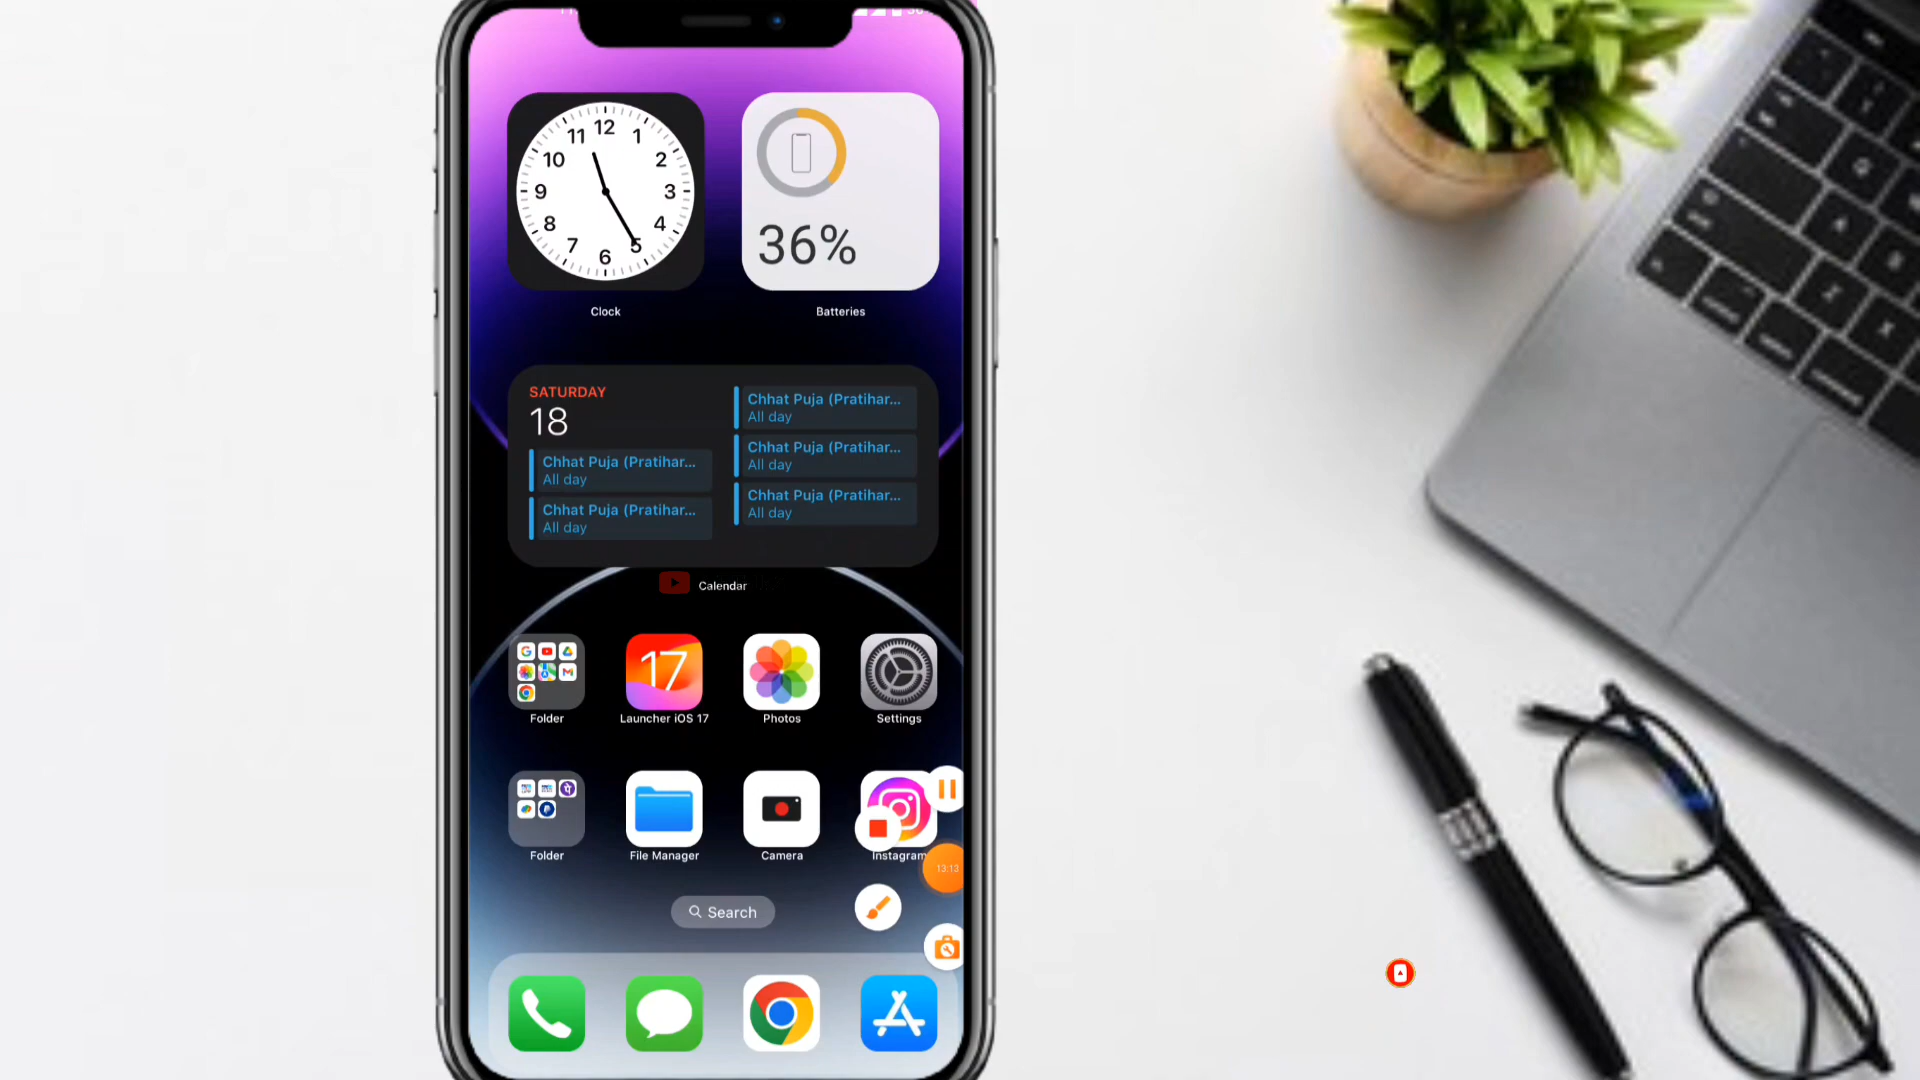 12
11 1
10 2
9 3
8 4
7 5
6
36%
Clock
Batteries
SATURDAY
18
Chhat Puja (Pratihar...
All day
Chhat Puja (Pratihar...
All day
Chhat Puja (Pratihar...
All day
Chhat Puja (Pratihar...
All day
Chhat Puja (Pratihar...
All day
Calendar
17
Folder
Launcher iOS 17
Photos
Settings
Folder
File Manager
Camera
Instagram
13:13
Search